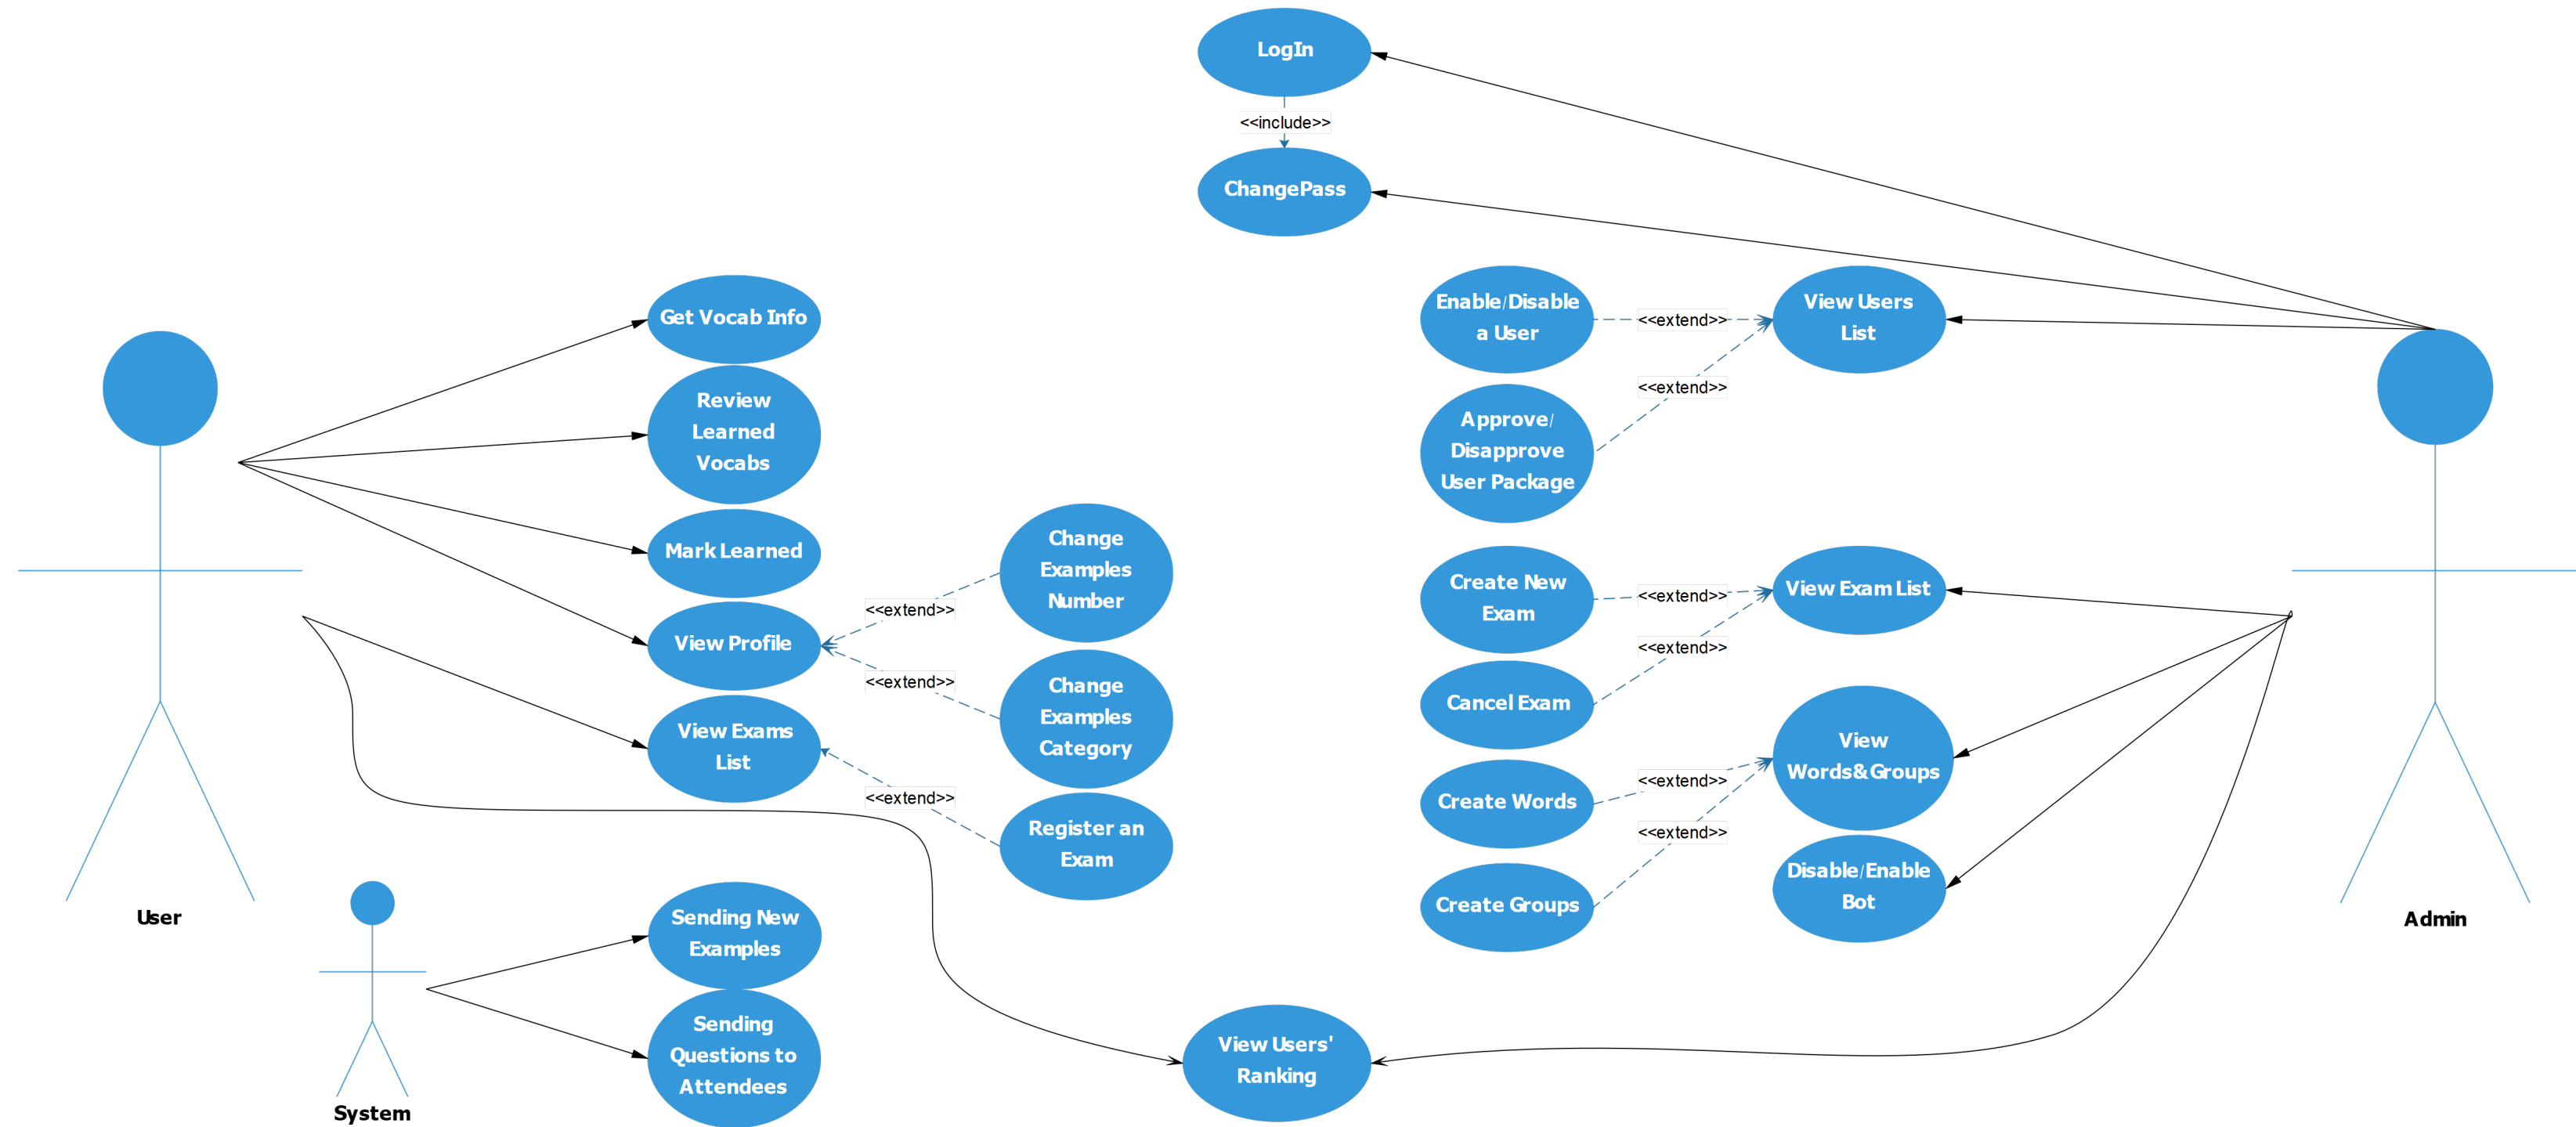 LogIn
<<include>>
ChangePass
Get Vocab Info
Review
Learned
Vocabs
Mark Learned
View Profile
View Exams
List
<<extend>>
<<extend>>
<<extend>>
Change
Examples
Number
Change
Examples
Category
Register an
Exam
User
Sending New
Examples
Sending
Questions to
Attendees
System
View Users'
Ranking
Enable/Disable
a User
<<extend>>
View Users
List
<<extend>>
Approve/
Disapprove
User Package
Create New
Exam
<<extend>>
View Exam List
<<extend>>
Cancel Exam
View
Words&Groups
<<extend>>
Create Words
<<extend>>
Create Groups
Disable/Enable
Bot
Admin